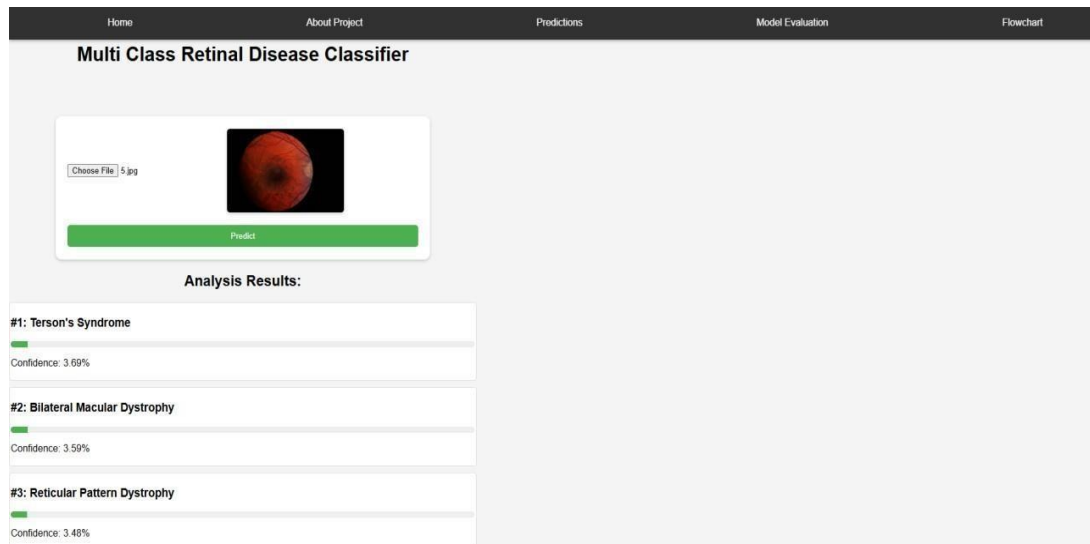 Home About Project Predictions Model Evaluation Flowchart
Multi Class Retinal Disease Classifier
Choose File 5.jpg
Predict
Analysis Results:
#1: Terson's Syndrome
Confidence: 3.69%
#2: Bilateral Macular Dystrophy
Confidence: 3.59%
#3: Reticular Pattern Dystrophy
Confidence: 3.48%